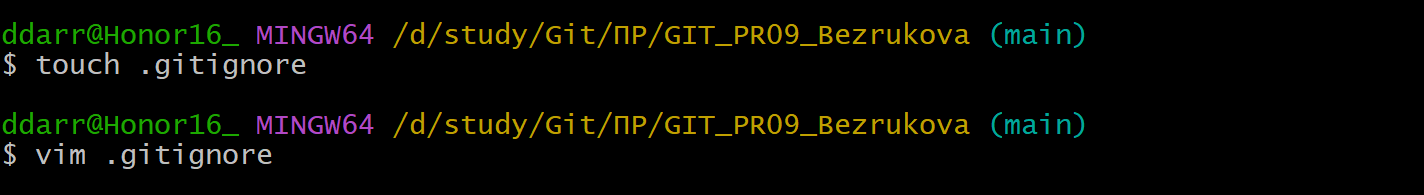 ddarr@Honor16_ MINGW64 /d/study/Git/ПР/GIT_PR09_Bezrukova (main)
$ touch .gitignore
ddarr@Honor16_ MINGW64 /d/study/Git/ПР/GIT_PR09_Bezrukova (main)
$ vim .gitignore